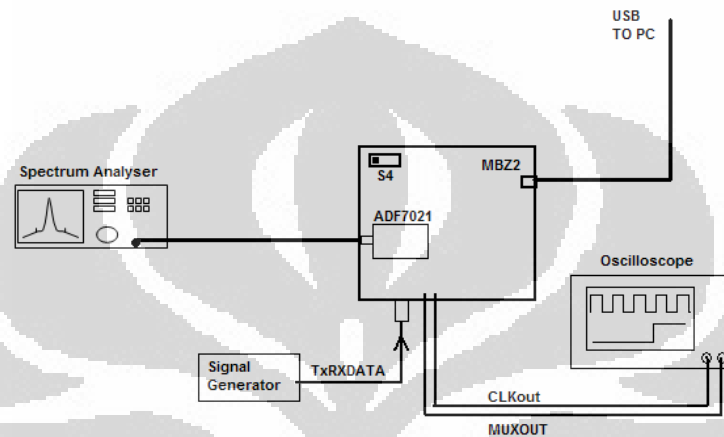 USB
TO PC
Spectrum Analyser
S4
MBZ2
ADF7021
Oscilloscope
Signal
Generator
TxRXDATA
CLKout
MUXOUT